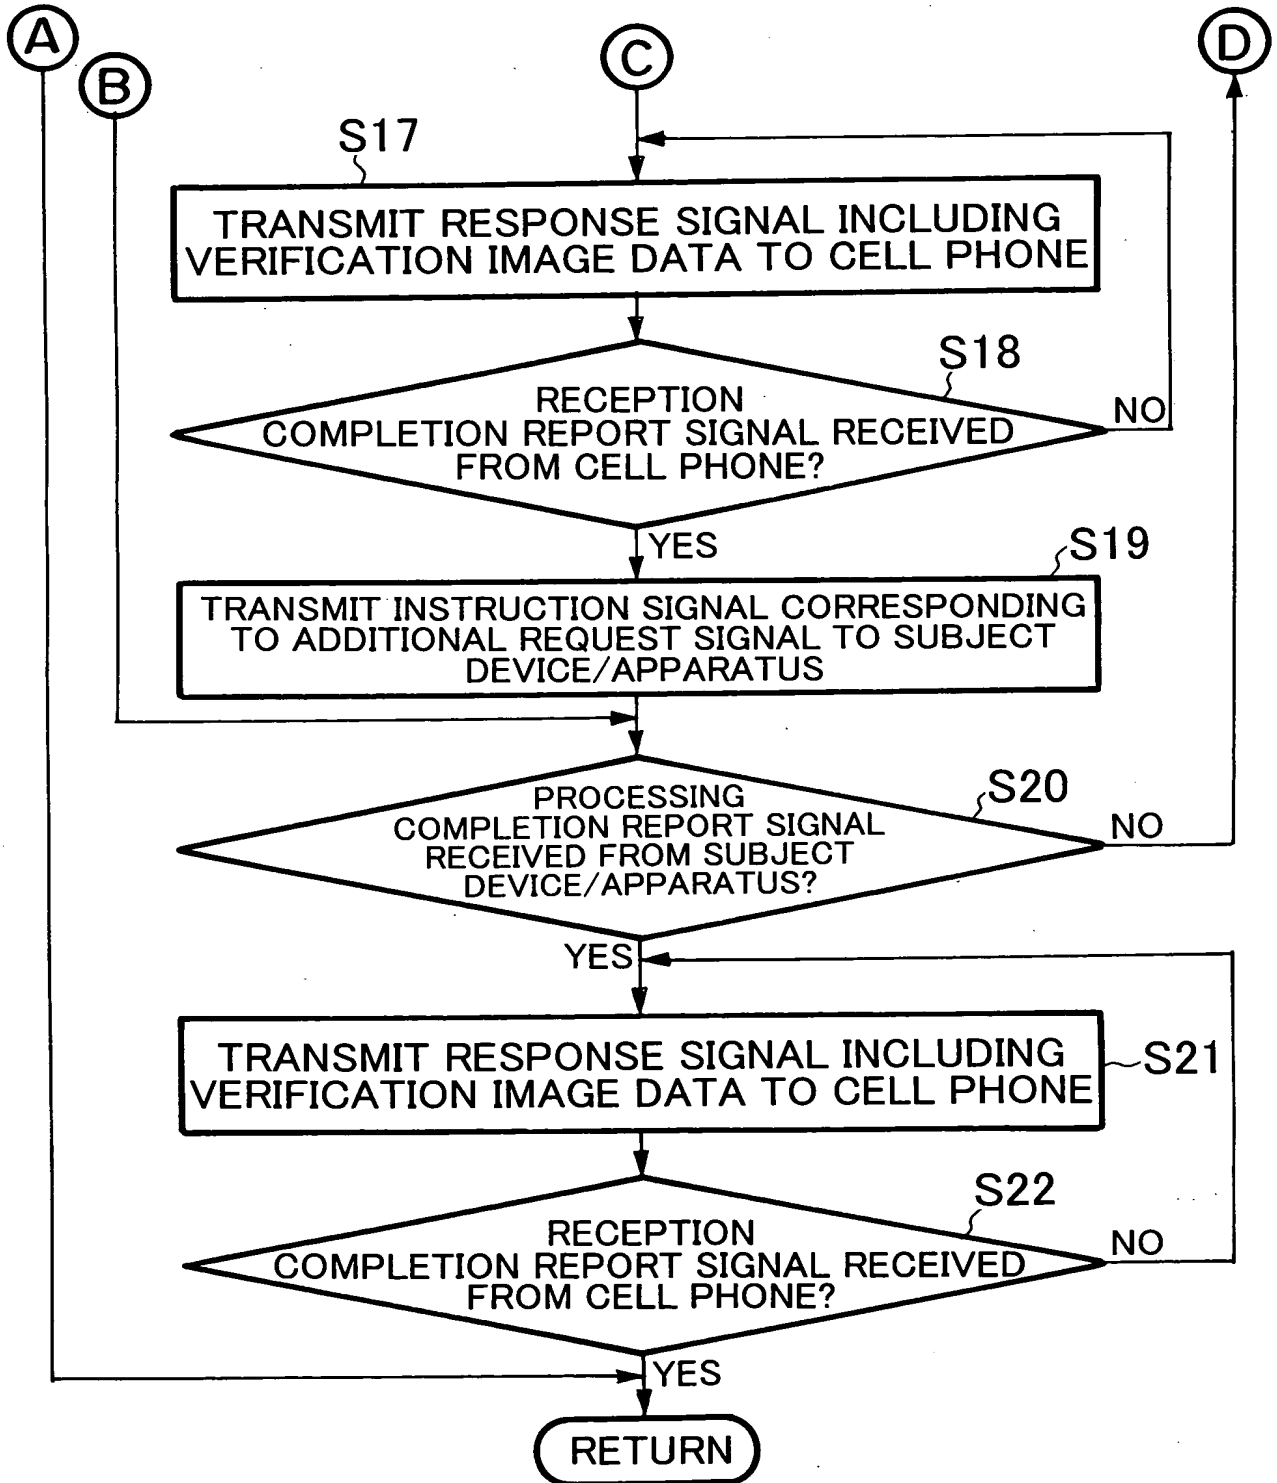 A
B
C
D
S17
TRANSMIT RESPONSE SIGNAL INCLUDING
VERIFICATION IMAGE DATA TO CELL PHONE
S18
RECEPTION
COMPLETION REPORT SIGNAL RECEIVED
FROM CELL PHONE?
NO
YES
S19
TRANSMIT INSTRUCTION SIGNAL CORRESPONDING
TO ADDITIONAL REQUEST SIGNAL TO SUBJECT
DEVICE/APPARATUS
S20
PROCESSING
COMPLETION REPORT SIGNAL
RECEIVED FROM SUBJECT
DEVICE/APPARATUS?
NO
YES
TRANSMIT RESPONSE SIGNAL INCLUDING
VERIFICATION IMAGE DATA TO CELL PHONE
S21
S22
RECEPTION
COMPLETION REPORT SIGNAL RECEIVED
FROM CELL PHONE?
NO
YES
RETURN